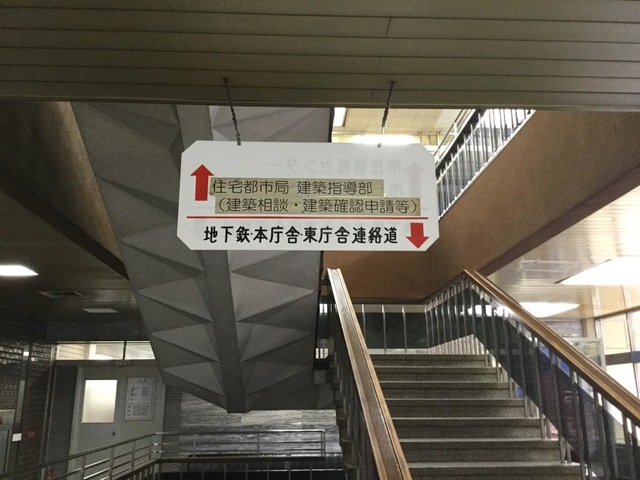 住宅都市局 建築指導部
(建築相談・建築確認申請等)
地下鉄・本庁舎・東庁舎連絡道